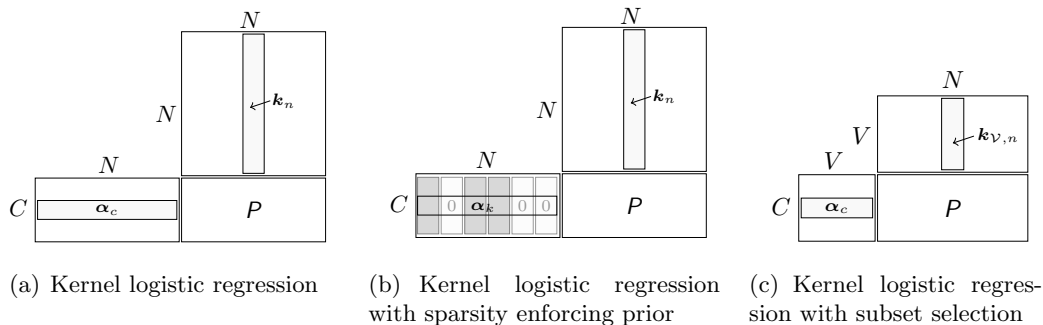 N
N
k_n
N
C
α_c
P
(a) Kernel logistic regression
N
N
k_n
N
C
0 α_k 0 0
P
(b) Kernel logistic regression
with sparsity enforcing prior
N
V
k_{𝒱,n}
V
C
α_c
P
(c) Kernel logistic regres-
sion with subset selection